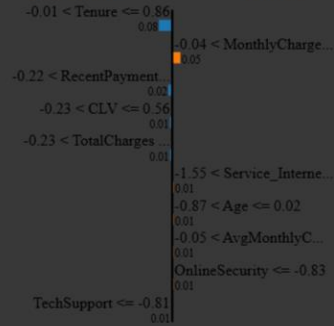 -0.01 < Tenure <= 0.86
0.08
-0.04 < MonthlyCharge...
0.05
-0.22 < RecentPayment...
0.02
-0.23 < CLV <= 0.56
0.01
-0.23 < TotalCharges ...
0.01
-1.55 < Service_Interne...
0.01
-0.87 < Age <= 0.02
0.01
-0.05 < AvgMonthlyC...
0.01
OnlineSecurity <= -0.83
0.01
TechSupport <= -0.81
0.01